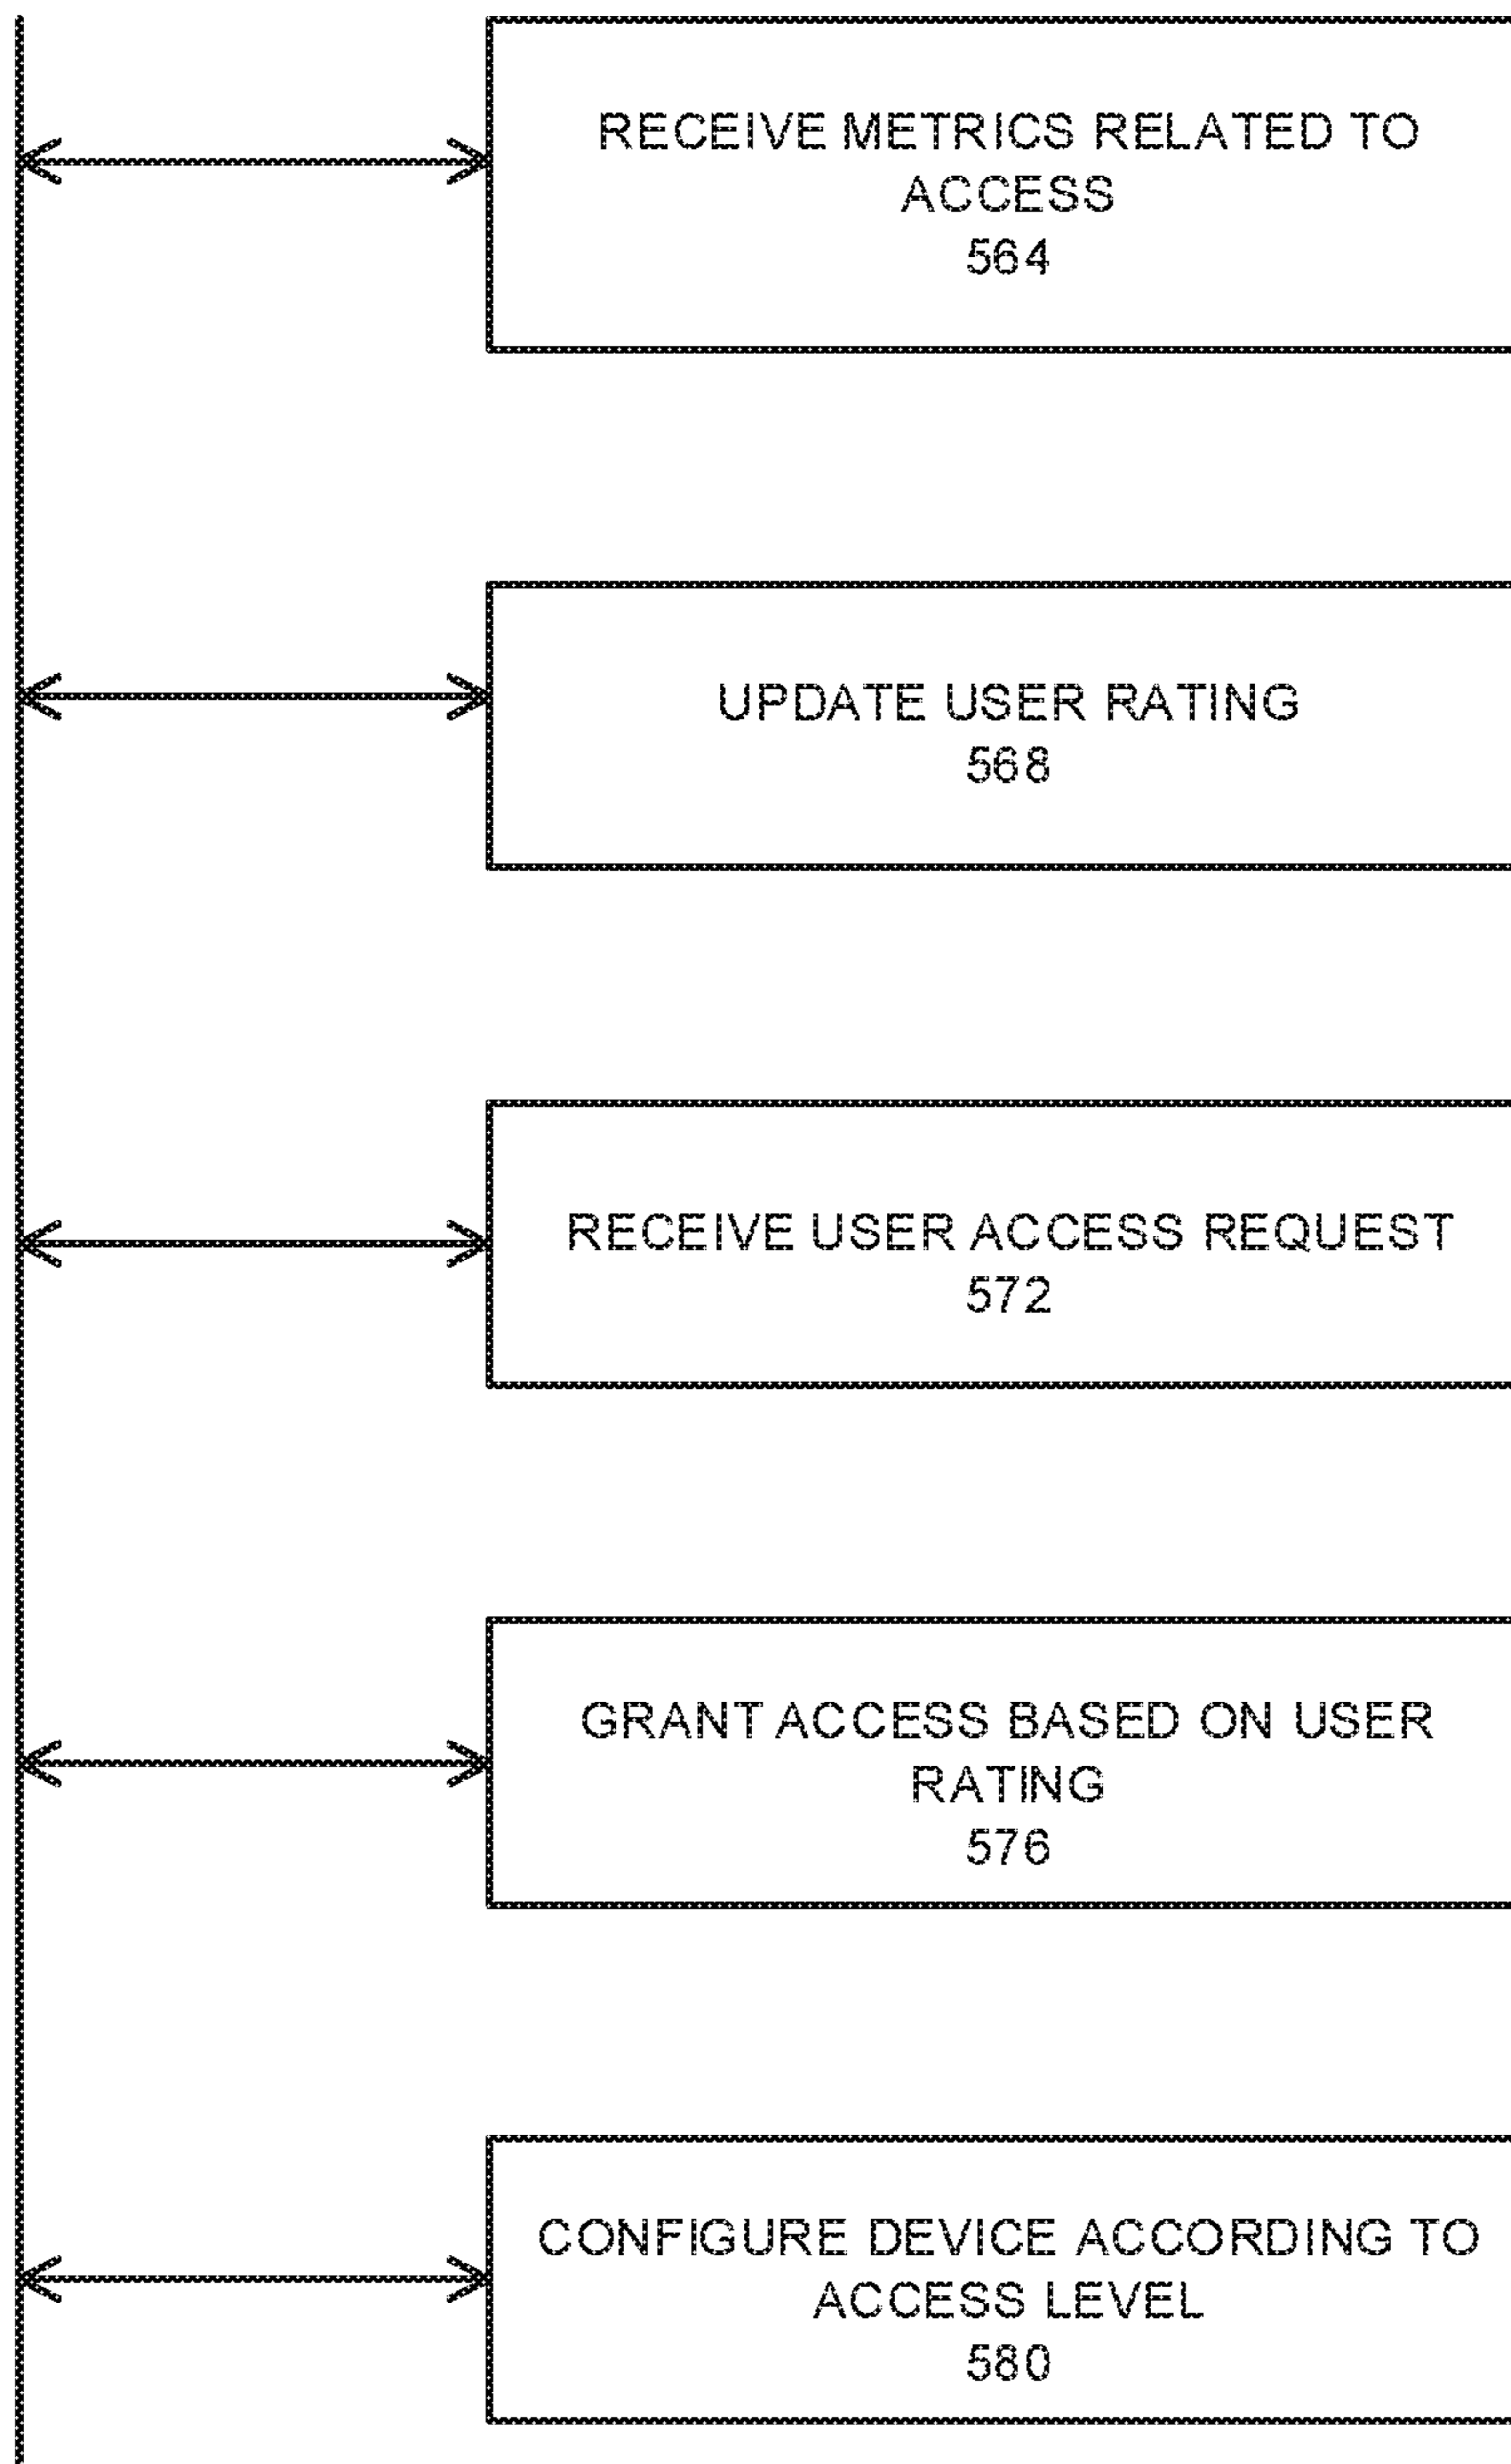 RECEIVE METRICS RELATED TO
ACCESS
564
UPDATE USER RATING
568
RECEIVE USER ACCESS REQUEST
572
GRANT ACCESS BASED ON USER
RATING
576
CONFIGURE DEVICE ACCORDING TO
ACCESS LEVEL
580